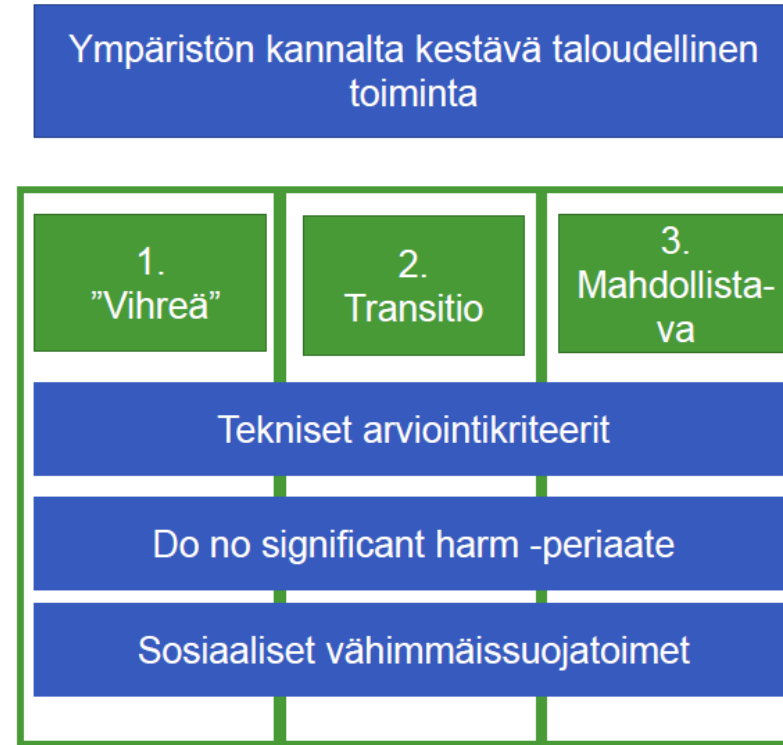 Ympäristön kannalta kestävä taloudellinen
toiminta
1.
”Vihreä”
2.
Transitio
3.
Mahdollista-
va
Tekniset arviointikriteerit
Do no significant harm -periaate
Sosiaaliset vähimmäissuojatoimet